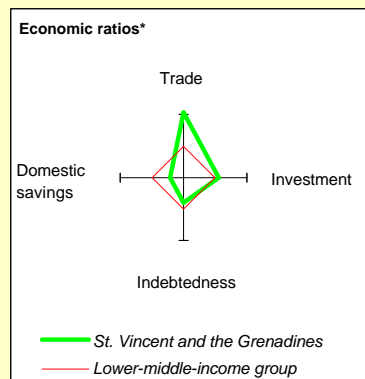 Economic ratios*
Trade
Domestic
savings
Investment
Indebtedness
St. Vincent and the Grenadines
Lower-middle-income group